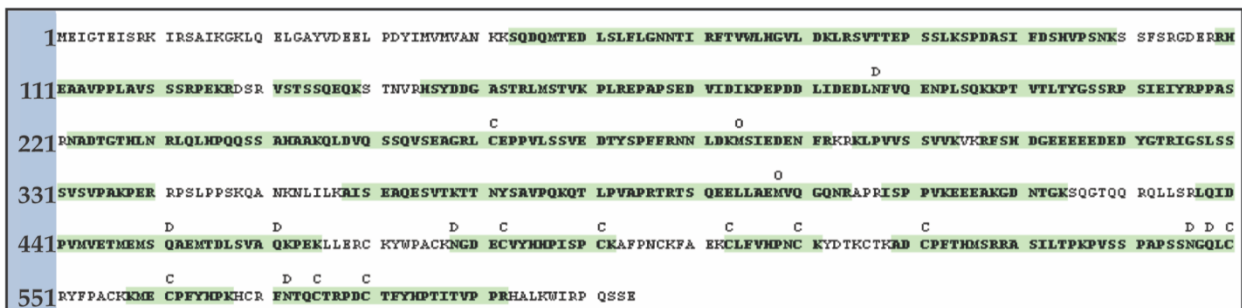 1 MEIGTEISRK IRSAIKGKLQ ELGAYVDEEL PDYIMVMVAN KKSQDQMTED LSLFLGNNTI RFTVWLHGVL DKLRSVTTEP SSLKSPDASI FDSHVPSNKS SFSRGDERRH
D
111 EAAVPPLAVS SSRPEKRDSR VSTSSQEQKS TNVRHSYDDG ASTRLMSTVK PLREPAPSED VIDIKPEPDD LIDEDLNFVQ ENPLSQKKPT VTLTYGSSRP SIEIYRPPAS
C O
221 RNADTGTHLN RLQLHPQQSS AHAAKQLDVQ SSQVSEAGRL CEPPVLSSVE DTYSPFFRNN LDKMSIEDEN FRKRKLPVVS SVVKVKRFSH DGEEEEEDED YGTRIGSLSS
O
331 SVSVPAKPER RPSLPPSKQA NKNLILKAIS EAQESVTKTT NYSAVPQKQT LPVAPRTRTS QEELLAEMVQ GQNRAPRISP PVKEEEAKGD NTGKSQGTQQ RQLLSRLQID
D D D C C C C C D D C
441 PVMVETMEMS QAEMTDLSVA QKPEKLLERC KYWPACKNGD ECVYHHPISP CKAFPNCKFA EKCLFVHPNC KYDTKCTKAD CPFTHMSRRA SILTPKPVSS PAPSSNGQLC
C D C C
551 RYFPACKKME CPFYHPKHCR FNTQCTRPDC TFYHPTITVP PRHALKWIRP QSSE